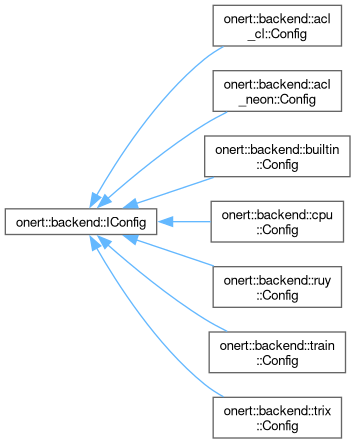 onert::backend::acl
_cl::Config
onert::backend::acl
_neon::Config
onert::backend::builtin
::Config
onert::backend::IConfig
onert::backend::cpu
::Config
onert::backend::ruy
::Config
onert::backend::train
::Config
onert::backend::trix
::Config